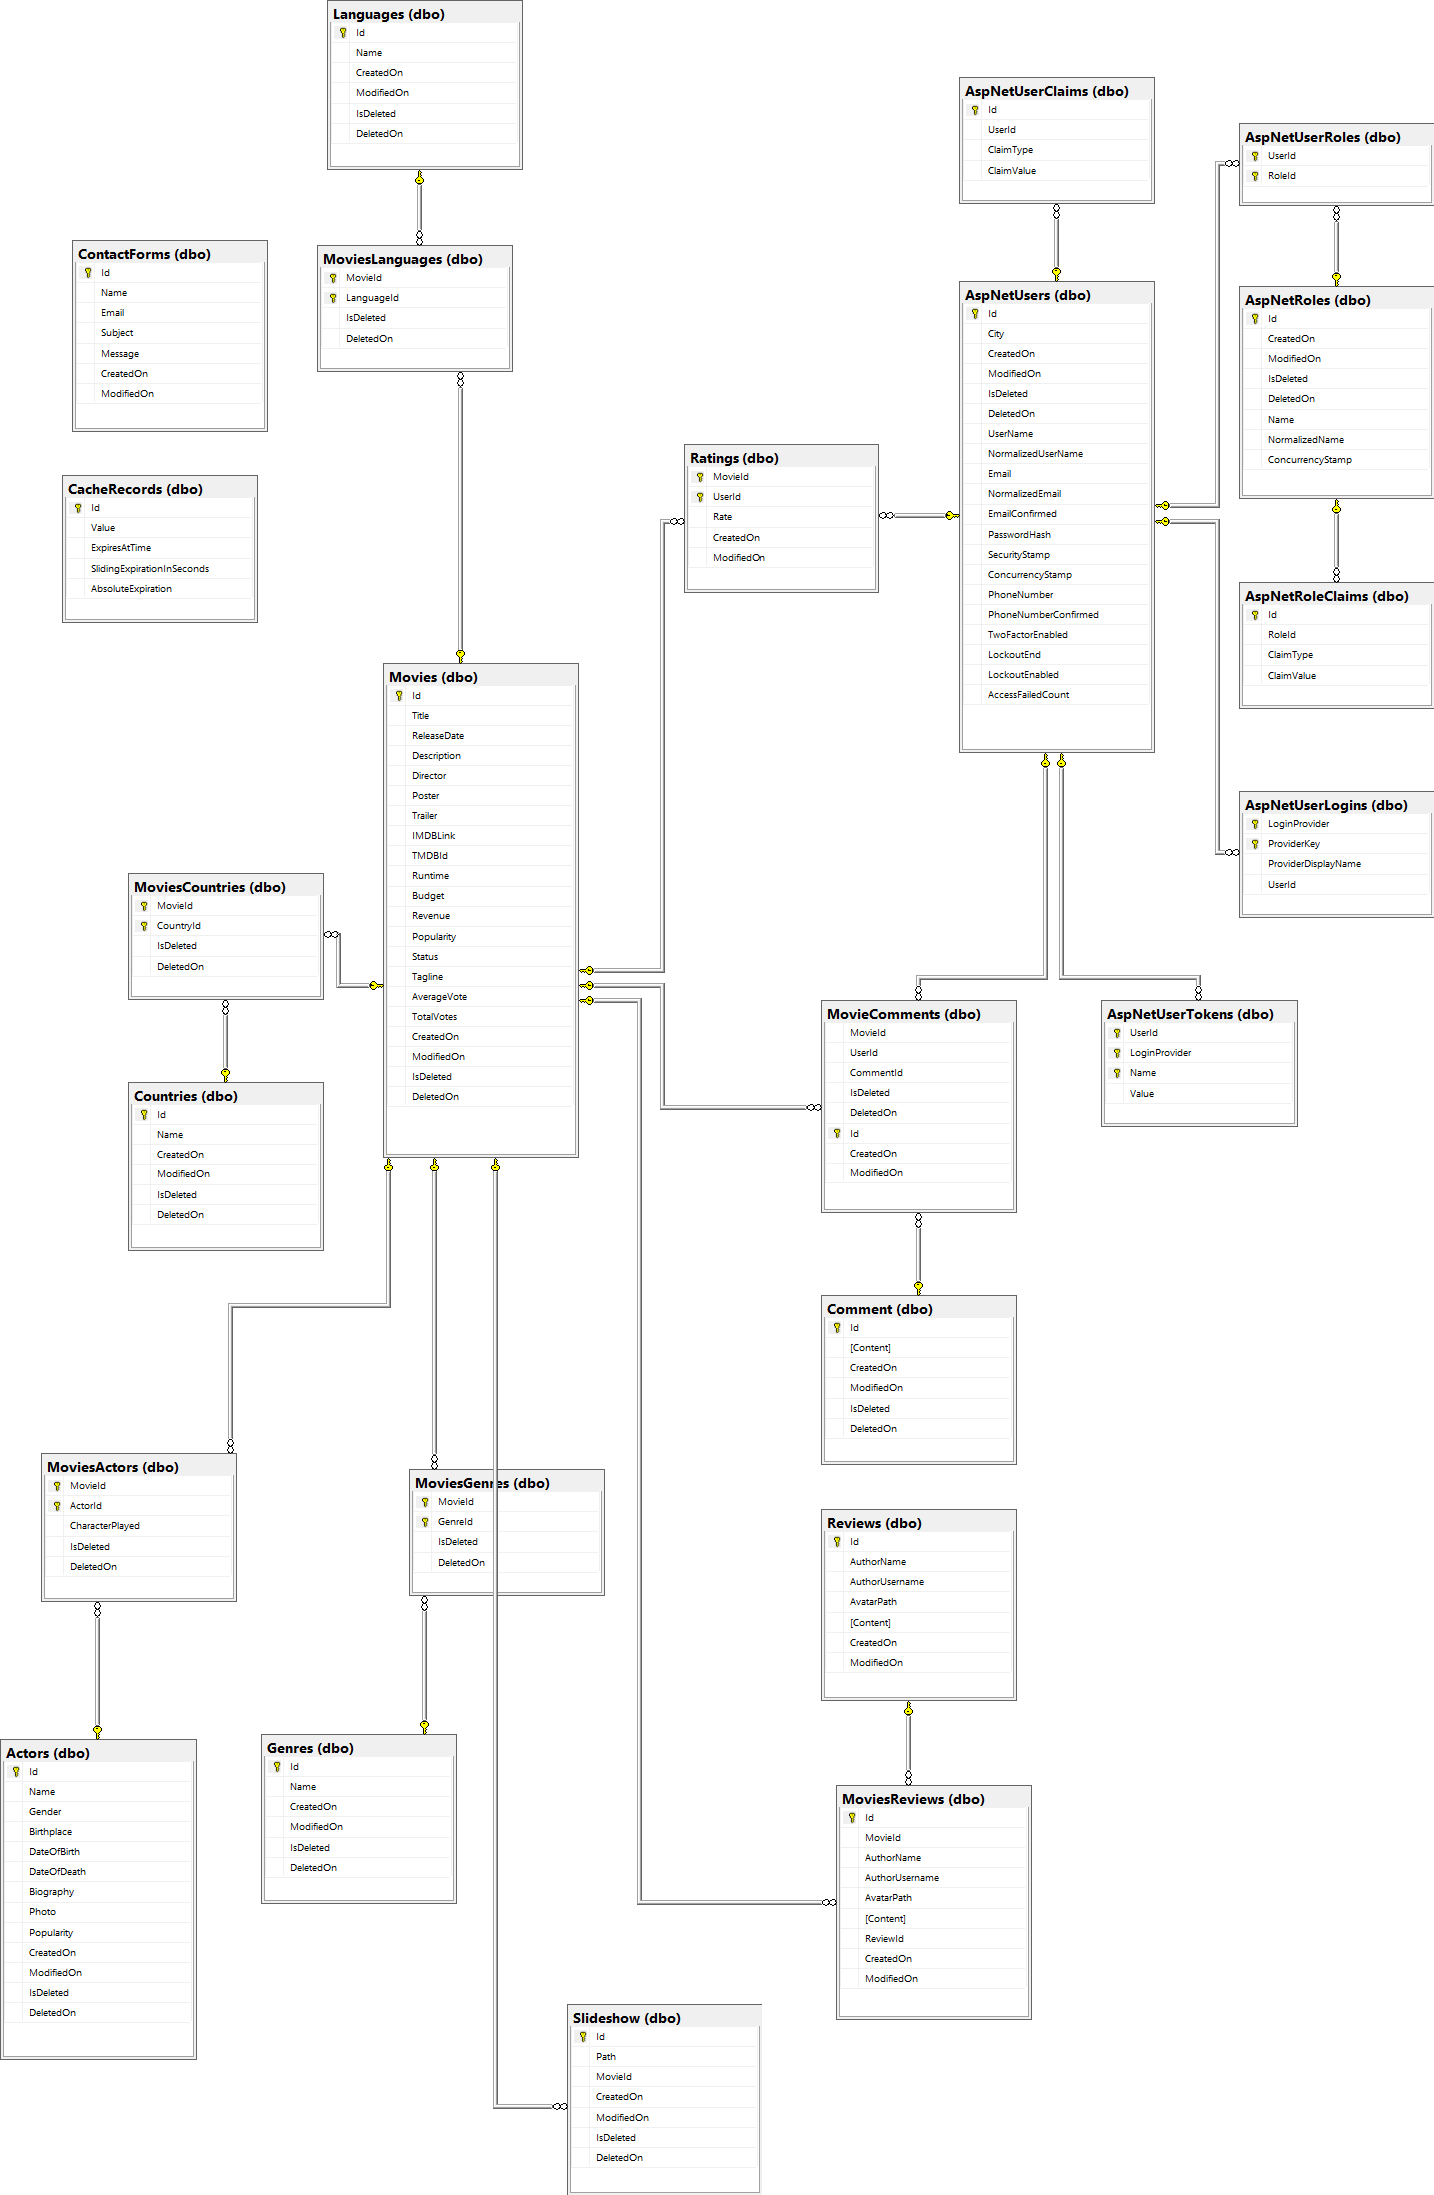 Languages (dbo)
Id
Name
CreatedOn
ModifiedOn
IsDeleted
DeletedOn
AspNetUserClaims (dbo)
Id
UserId
ClaimType
ClaimValue
AspNetUserRoles (dbo)
UserId
RoleId
ContactForms (dbo)
Id
Name
Email
Subject
Message
CreatedOn
ModifiedOn
MoviesLanguages (dbo)
MovieId
LanguageId
IsDeleted
DeletedOn
AspNetUsers (dbo)
Id
City
CreatedOn
ModifiedOn
IsDeleted
DeletedOn
UserName
NormalizedUserName
Email
NormalizedEmail
EmailConfirmed
PasswordHash
SecurityStamp
ConcurrencyStamp
PhoneNumber
PhoneNumberConfirmed
TwoFactorEnabled
LockoutEnd
LockoutEnabled
AccessFailedCount
AspNetRoles (dbo)
Id
CreatedOn
ModifiedOn
IsDeleted
DeletedOn
Name
NormalizedName
ConcurrencyStamp
Ratings (dbo)
MovieId
UserId
Rate
CreatedOn
ModifiedOn
CacheRecords (dbo)
Id
Value
ExpiresAtTime
SlidingExpirationInSeconds
AbsoluteExpiration
AspNetRoleClaims (dbo)
Id
RoleId
ClaimType
ClaimValue
Movies (dbo)
Id
Title
ReleaseDate
Description
Director
Poster
Trailer
IMDBLink
TMDBId
Runtime
Budget
Revenue
Popularity
Status
Tagline
AverageVote
TotalVotes
CreatedOn
ModifiedOn
IsDeleted
DeletedOn
AspNetUserLogins (dbo)
LoginProvider
ProviderKey
ProviderDisplayName
UserId
MoviesCountries (dbo)
MovieId
CountryId
IsDeleted
DeletedOn
MovieComments (dbo)
MovieId
UserId
CommentId
IsDeleted
DeletedOn
Id
CreatedOn
ModifiedOn
AspNetUserTokens (dbo)
UserId
LoginProvider
Name
Value
Countries (dbo)
Id
Name
CreatedOn
ModifiedOn
IsDeleted
DeletedOn
Comment (dbo)
Id
[Content]
CreatedOn
ModifiedOn
IsDeleted
DeletedOn
MoviesActors (dbo)
MovieId
ActorId
CharacterPlayed
IsDeleted
DeletedOn
MoviesGenres (dbo)
MovieId
GenreId
IsDeleted
DeletedOn
Reviews (dbo)
Id
AuthorName
AuthorUsername
AvatarPath
[Content]
CreatedOn
ModifiedOn
Actors (dbo)
Id
Name
Gender
Birthplace
DateOfBirth
DateOfDeath
Biography
Photo
Popularity
CreatedOn
ModifiedOn
IsDeleted
DeletedOn
Genres (dbo)
Id
Name
CreatedOn
ModifiedOn
IsDeleted
DeletedOn
MoviesReviews (dbo)
Id
MovieId
AuthorName
AuthorUsername
AvatarPath
[Content]
ReviewId
CreatedOn
ModifiedOn
Slideshow (dbo)
Id
Path
MovieId
CreatedOn
ModifiedOn
IsDeleted
DeletedOn